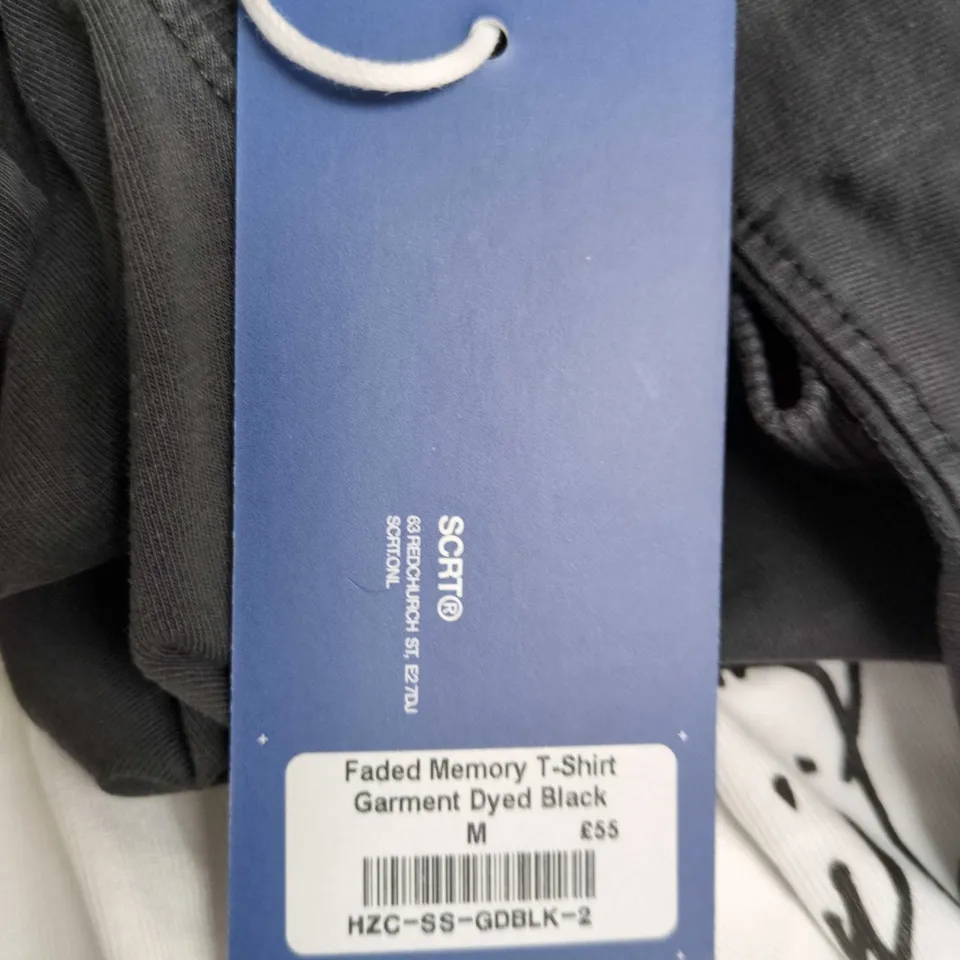 SCRT®
63 REDCHURCH ST, E2 7DJ
SCRT.ONL
Faded Memory T-Shirt
Garment Dyed Black
M £55
HZC-SS-GDBLK-2